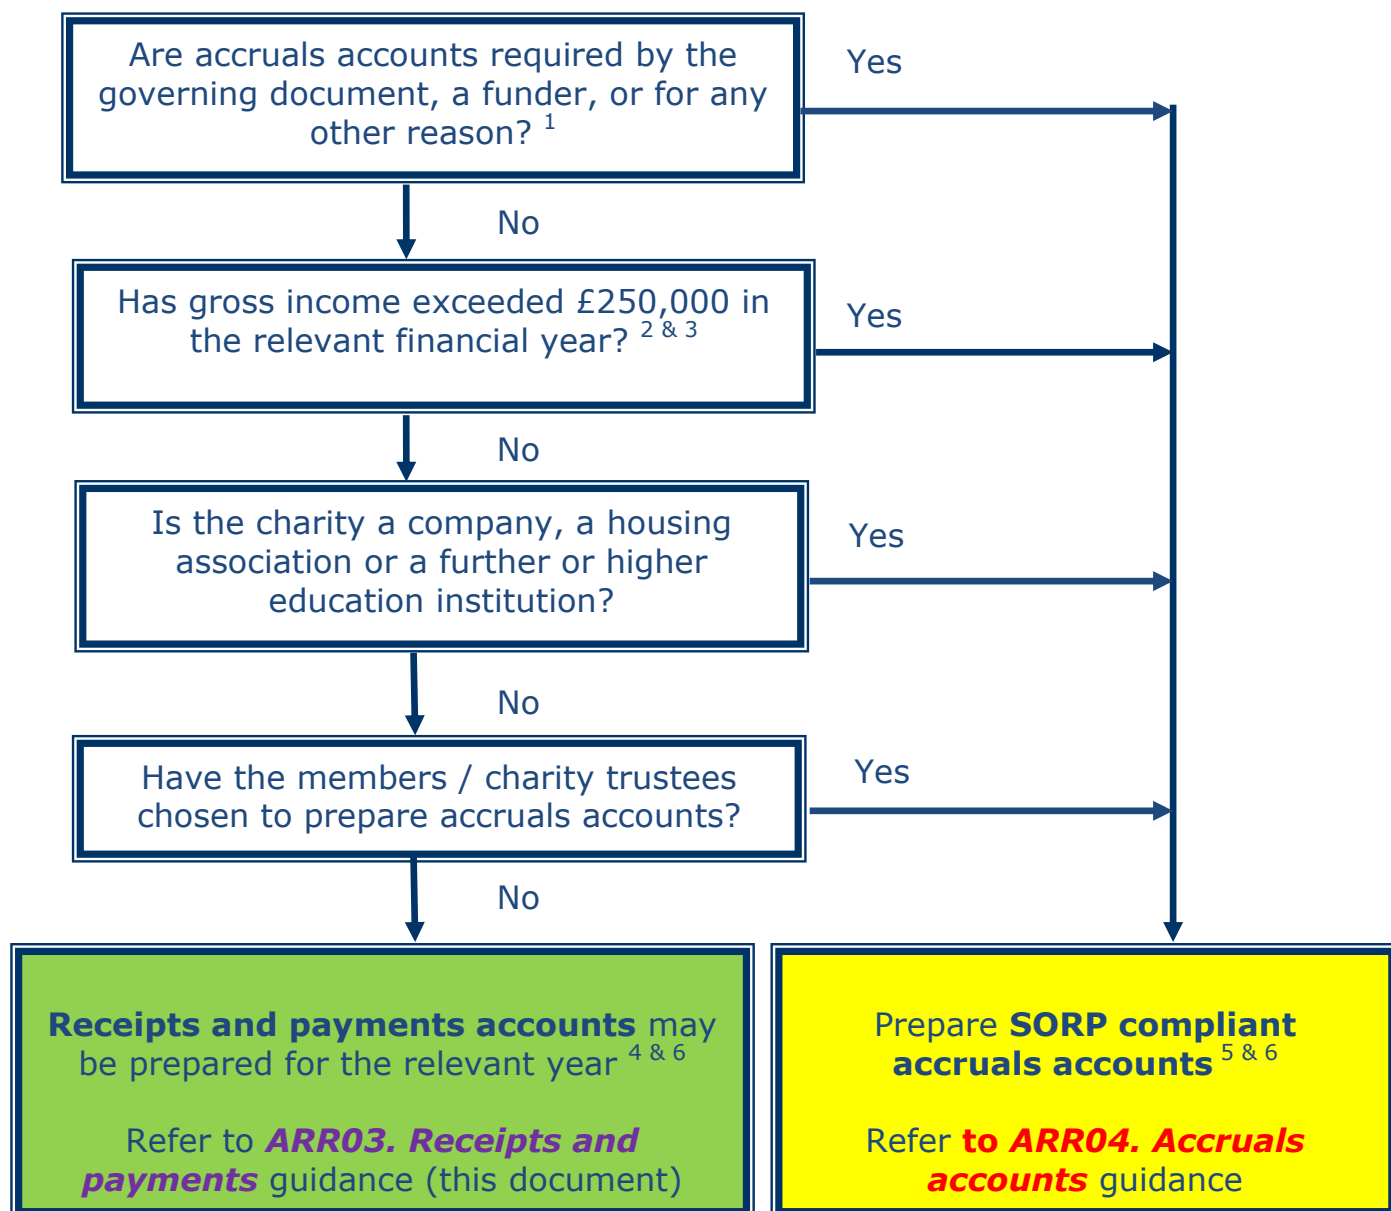 Are accruals accounts required by the
governing document, a funder, or for any
other reason? 1
Yes
No
Has gross income exceeded £250,000 in
the relevant financial year? 2 & 3
Yes
No
Is the charity a company, a housing
association or a further or higher
education institution?
Yes
No
Have the members / charity trustees
chosen to prepare accruals accounts?
Yes
No
Receipts and payments accounts may
be prepared for the relevant year 4 & 6
Refer to ARR03. Receipts and
payments guidance (this document)
Prepare SORP compliant
accruals accounts 5 & 6
Refer to ARR04. Accruals
accounts guidance